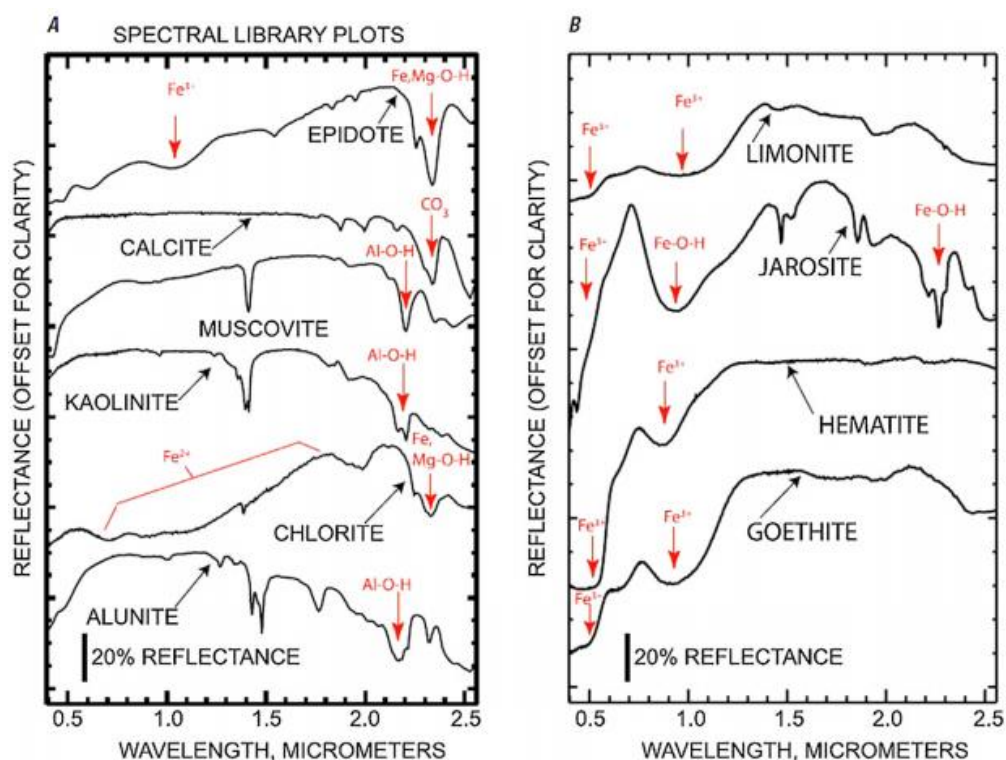 A
SPECTRAL LIBRARY PLOTS
REFLECTANCE (OFFSET FOR CLARITY)
Fe³⁺
Fe,Mg-O-H
EPIDOTE
CO₃
CALCITE
Al-O-H
MUSCOVITE
Al-O-H
KAOLINITE
Fe²⁺
Fe,
Mg-O-H
CHLORITE
ALUNITE
Al-O-H
20% REFLECTANCE
0.5 1.0 1.5 2.0 2.5
WAVELENGTH, MICROMETERS
B
REFLECTANCE (OFFSET FOR CLARITY)
Fe³⁺
Fe³⁺
LIMONITE
Fe³⁺
Fe-O-H
JAROSITE
Fe-O-H
Fe³⁺
HEMATITE
Fe³⁺
Fe³⁺
GOETHITE
Fe³⁺
20% REFLECTANCE
0.5 1.0 1.5 2.0 2.5
WAVELENGTH, MICROMETERS